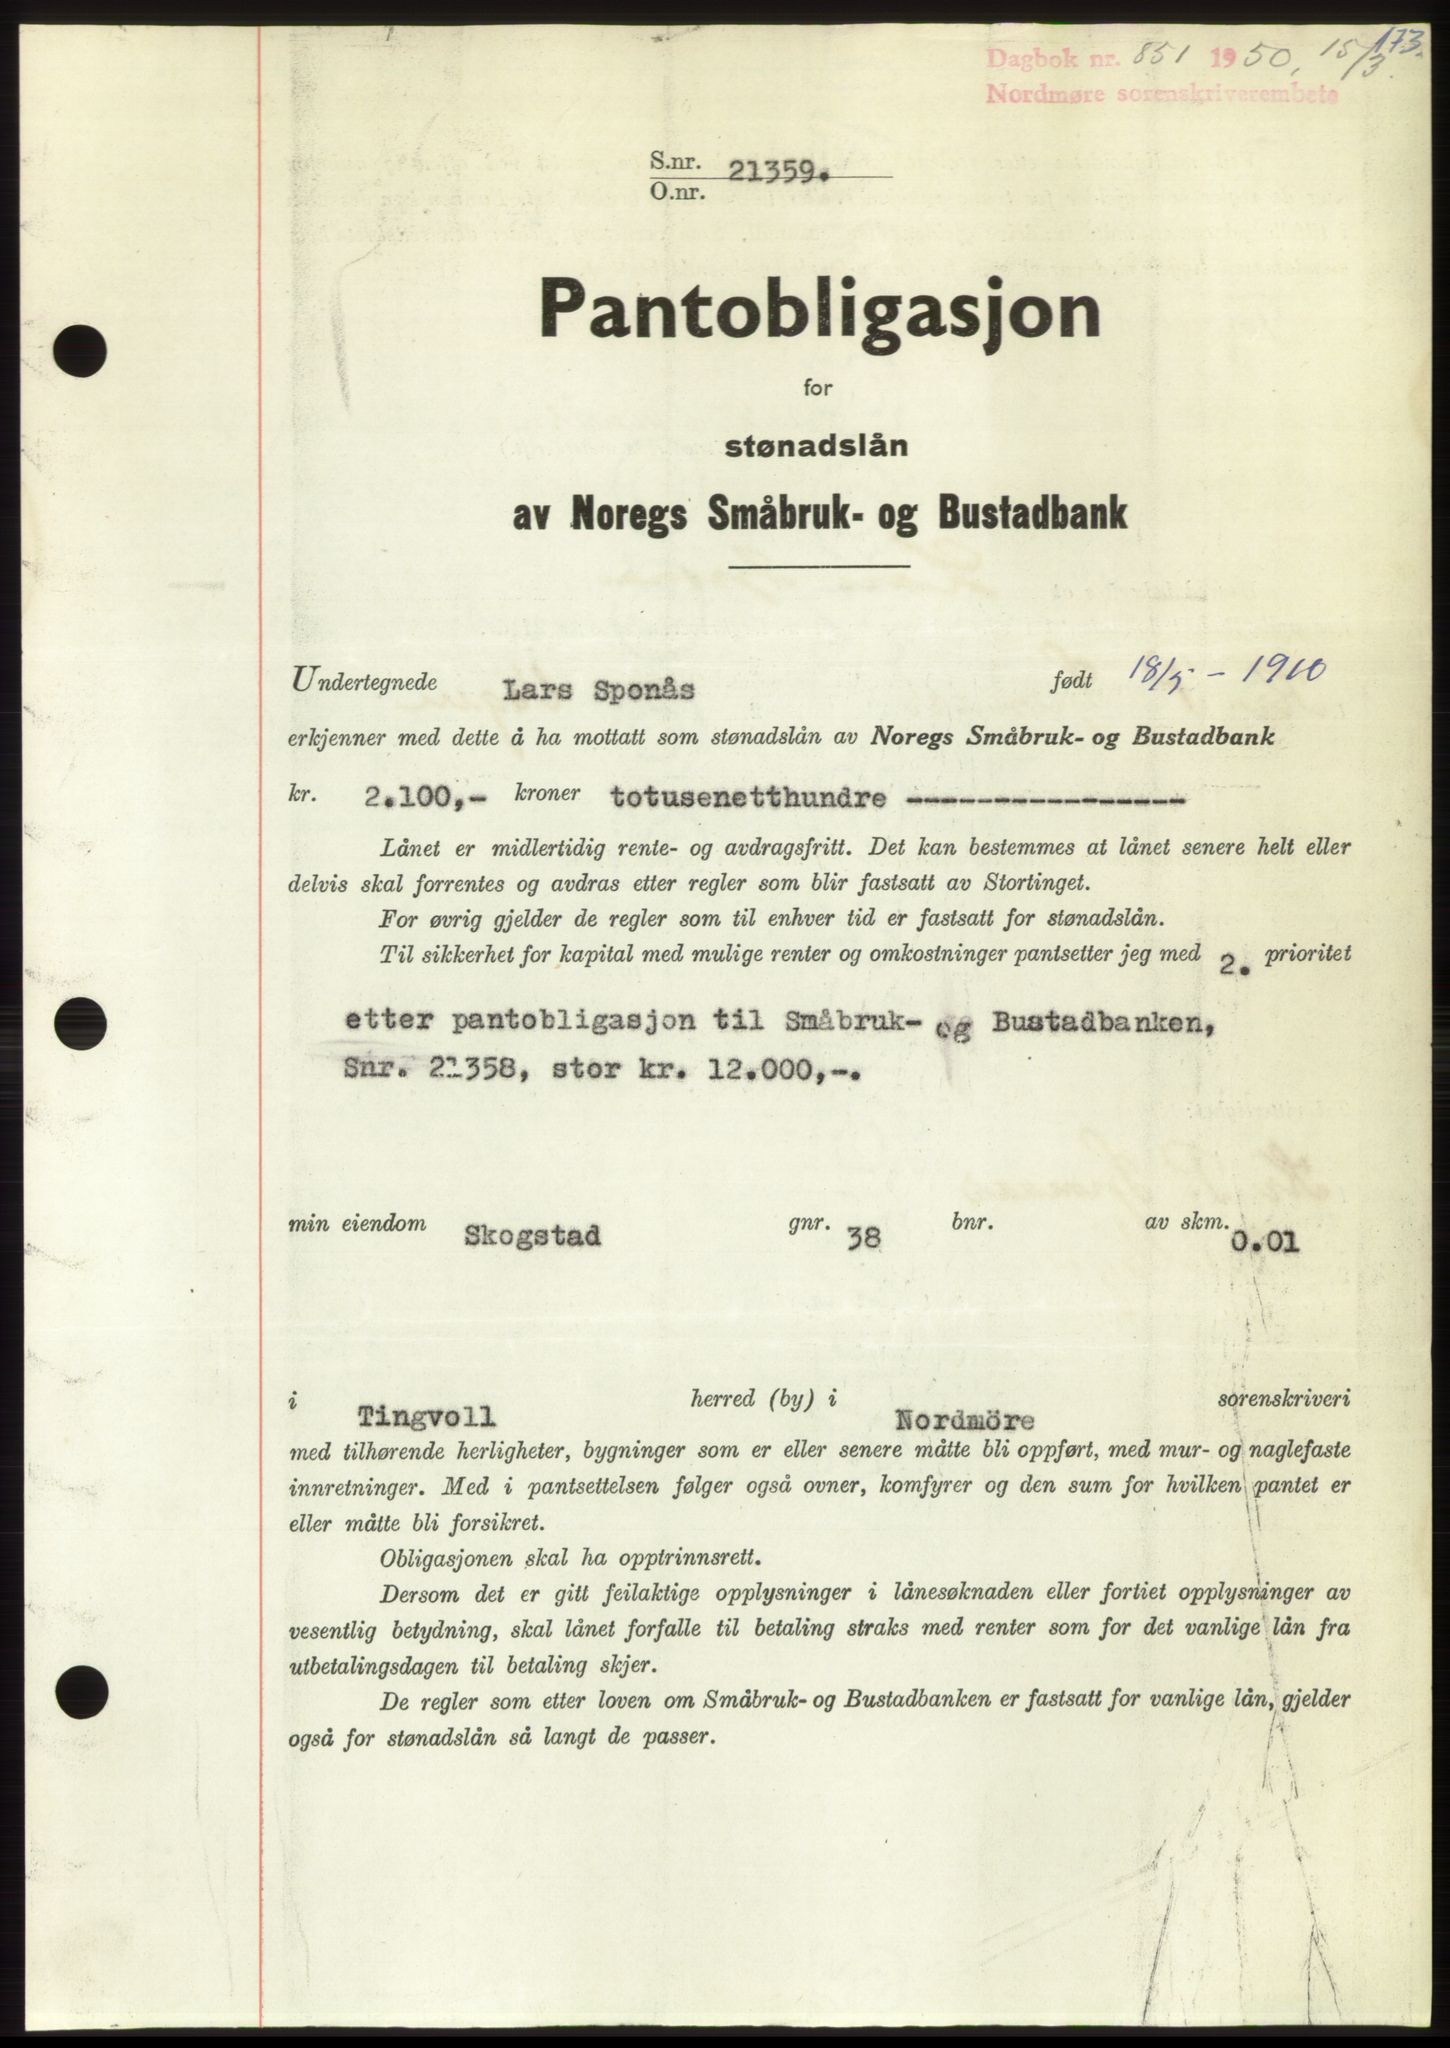 173.
Dagbok nr. 851 1950, 15/3.
Nordmøre sorenskriverembete
S.nr. 21359.
O.nr.
Pantobligasjon
for
stønadslån
av Noregs Småbruk- og Bustadbank
Undertegnede Lars Sponås født 18/5 - 1910
erkjenner med dette å ha mottatt som stønadslån av Noregs Småbruk- og Bustadbank
kr. 2.100,- kroner totusenetthundre ----------------
Lånet er midlertidig rente- og avdragsfritt. Det kan bestemmes at lånet senere helt eller
delvis skal forrentes og avdras etter regler som blir fastsatt av Stortinget.
For øvrig gjelder de regler som til enhver tid er fastsatt for stønadslån.
Til sikkerhet for kapital med mulige renter og omkostninger pantsetter jeg med 2. prioritet
etter pantobligasjon til Småbruk- og Bustadbanken,
Snr. 21358, stor kr. 12.000,-.
min eiendom Skogstad gnr. 38 bnr. av skm. 0.01
i Tingvoll herred (by) i Nordmöre sorenskriveri
med tilhørende herligheter, bygninger som er eller senere måtte bli oppført, med mur- og naglefaste
innretninger. Med i pantsettelsen følger også ovner, komfyrer og den sum for hvilken pantet er
eller måtte bli forsikret.
Obligasjonen skal ha opptrinnsrett.
Dersom det er gitt feilaktige opplysninger i lånesøknaden eller fortiet opplysninger av
vesentlig betydning, skal lånet forfalle til betaling straks med renter som for det vanlige lån fra
utbetalingsdagen til betaling skjer.
De regler som etter loven om Småbruk- og Bustadbanken er fastsatt for vanlige lån, gjelder
også for stønadslån så langt de passer.